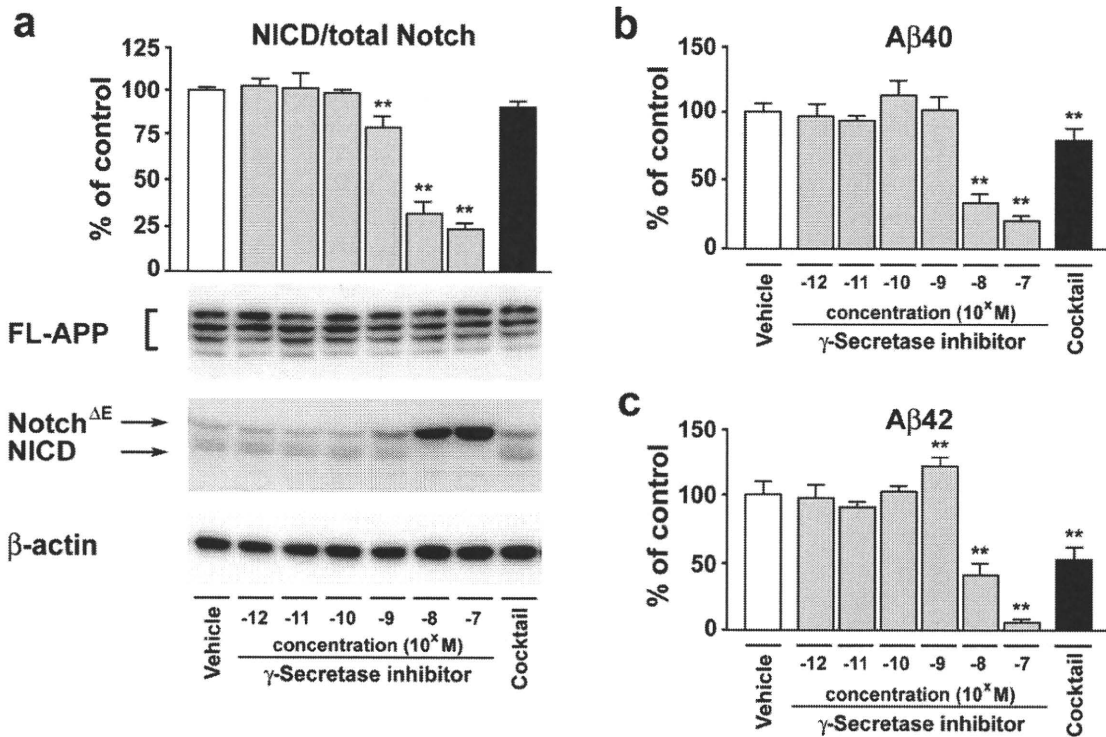 a
NICD/total Notch
125
100
75
50
25
0
% of control
** ** **
FL-APP
Notch^ΔE
NICD
β-actin
Vehicle
-12 -11 -10 -9 -8 -7
concentration (10^x M)
γ-Secretase inhibitor
Cocktail
b
Aβ40
150
100
50
0
% of control
** ** **
Vehicle
-12 -11 -10 -9 -8 -7
concentration (10^x M)
γ-Secretase inhibitor
Cocktail
c
Aβ42
150
100
50
0
% of control
** ** ** **
Vehicle
-12 -11 -10 -9 -8 -7
concentration (10^x M)
γ-Secretase inhibitor
Cocktail